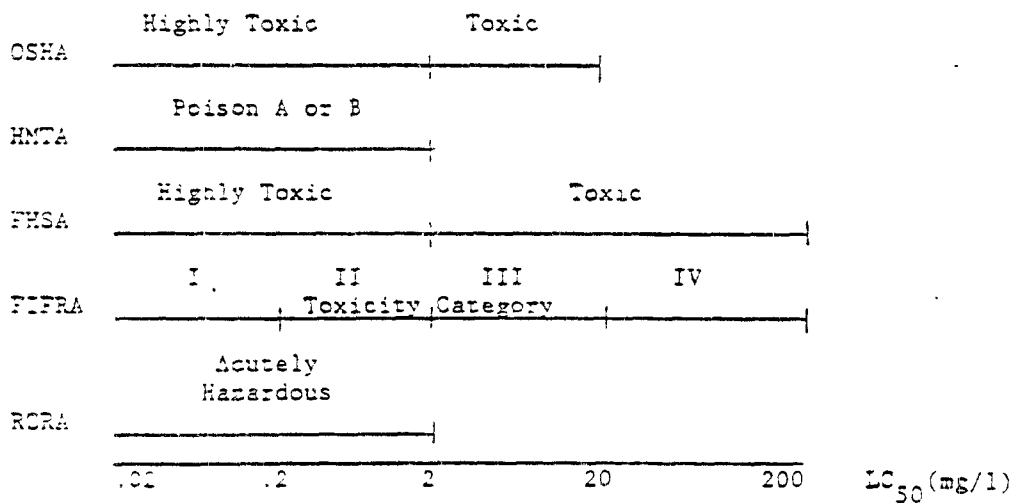 Highly Toxic Toxic
OSHA
Poison A or B
HMTA
Highly Toxic Toxic
FHSA
I II III IV
FIFRA Toxicity Category
Acutely
Hazardous
RCRA
.02 .2 2 20 200 LC50(mg/l)